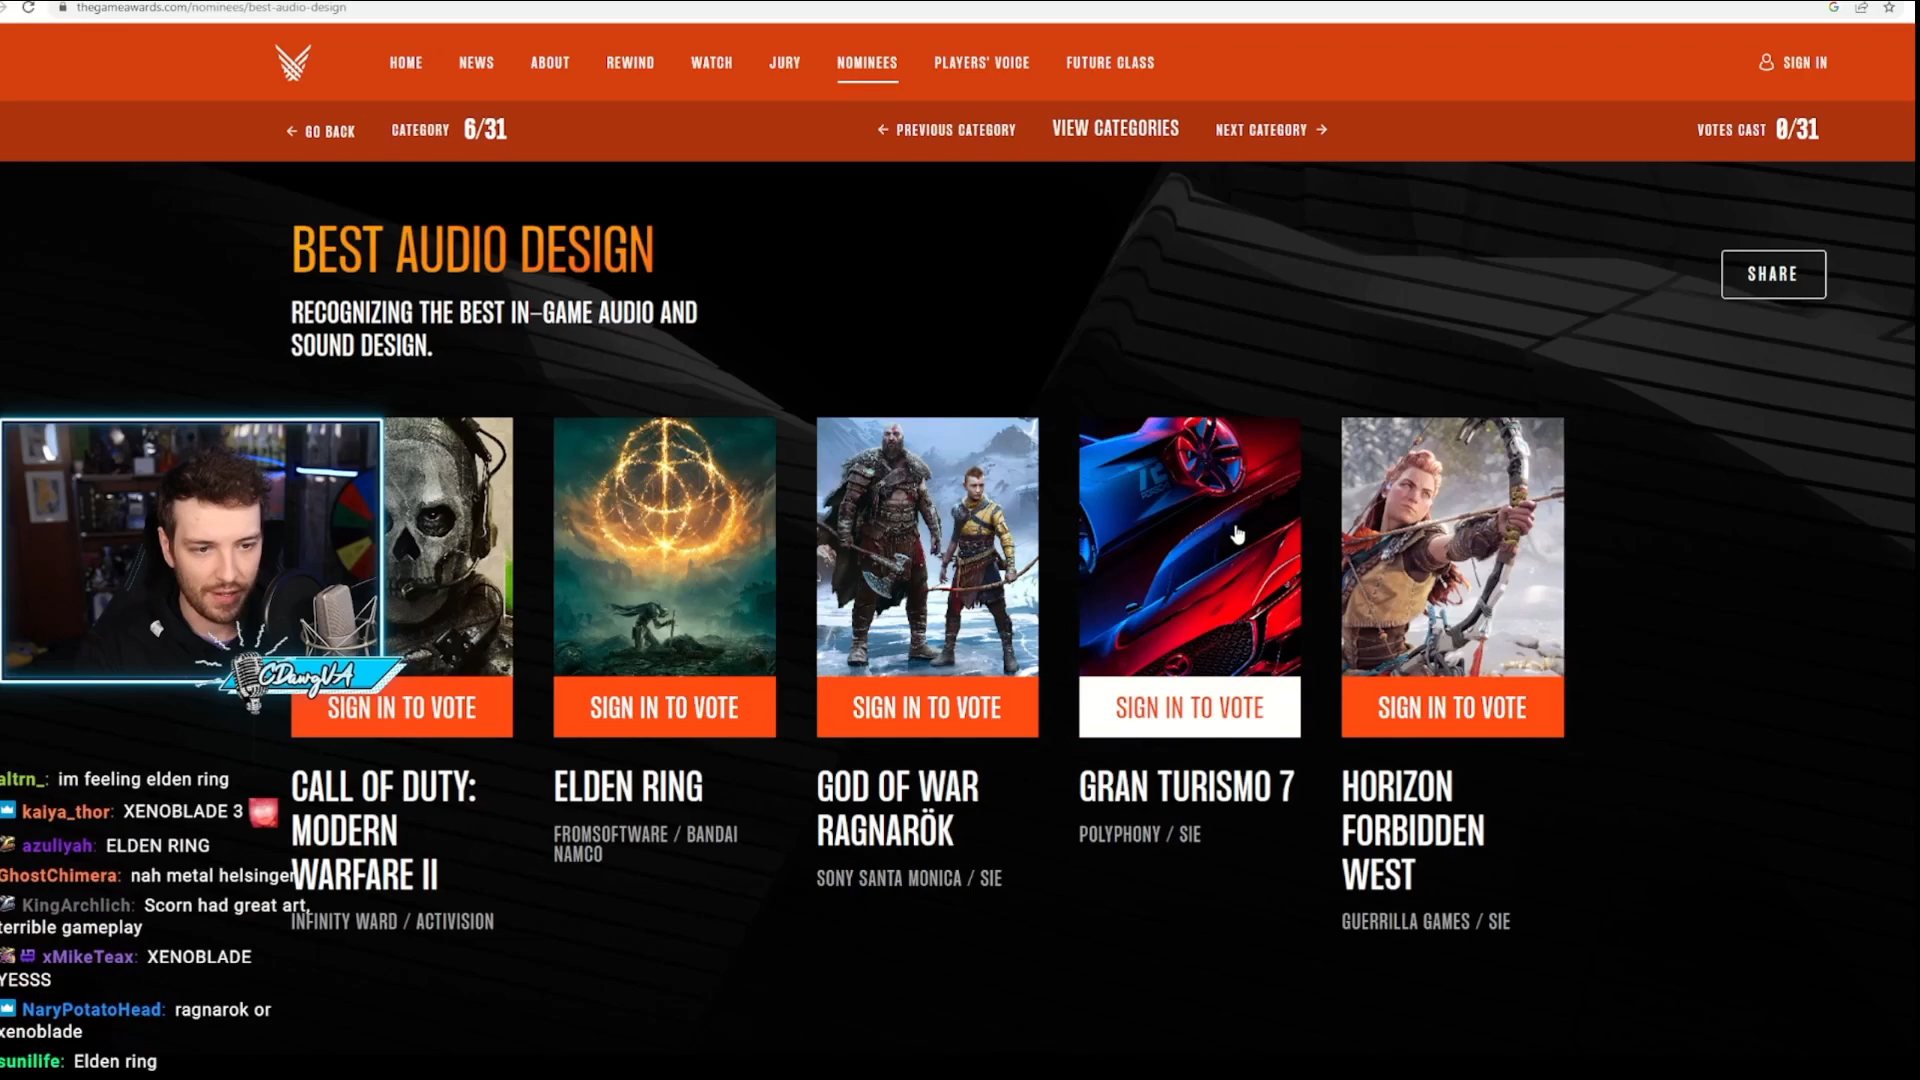 thegameawards.com/nominees/best-audio-design
HOME NEWS ABOUT REWIND WATCH JURY NOMINEES PLAYERS' VOICE FUTURE CLASS SIGN IN
← GO BACK CATEGORY 6/31 ← PREVIOUS CATEGORY VIEW CATEGORIES NEXT CATEGORY → VOTES CAST 0/31
BEST AUDIO DESIGN
SHARE
RECOGNIZING THE BEST IN-GAME AUDIO AND
SOUND DESIGN.
CDawgVA
SIGN IN TO VOTE SIGN IN TO VOTE SIGN IN TO VOTE SIGN IN TO VOTE SIGN IN TO VOTE
CALL OF DUTY:
MODERN
WARFARE II
INFINITY WARD / ACTIVISION
ELDEN RING
FROMSOFTWARE / BANDAI
NAMCO
GOD OF WAR
RAGNARÖK
SONY SANTA MONICA / SIE
GRAN TURISMO 7
POLYPHONY / SIE
HORIZON
FORBIDDEN
WEST
GUERRILLA GAMES / SIE
altrn_: im feeling elden ring
kaiya_thor: XENOBLADE 3
azuliyah: ELDEN RING
GhostChimera: nah metal helsinger
KingArchlich: Scorn had great art,
terrible gameplay
xMikeTeax: XENOBLADE
YESSS
NaryPotatoHead: ragnarok or
xenoblade
sunilife: Elden ring